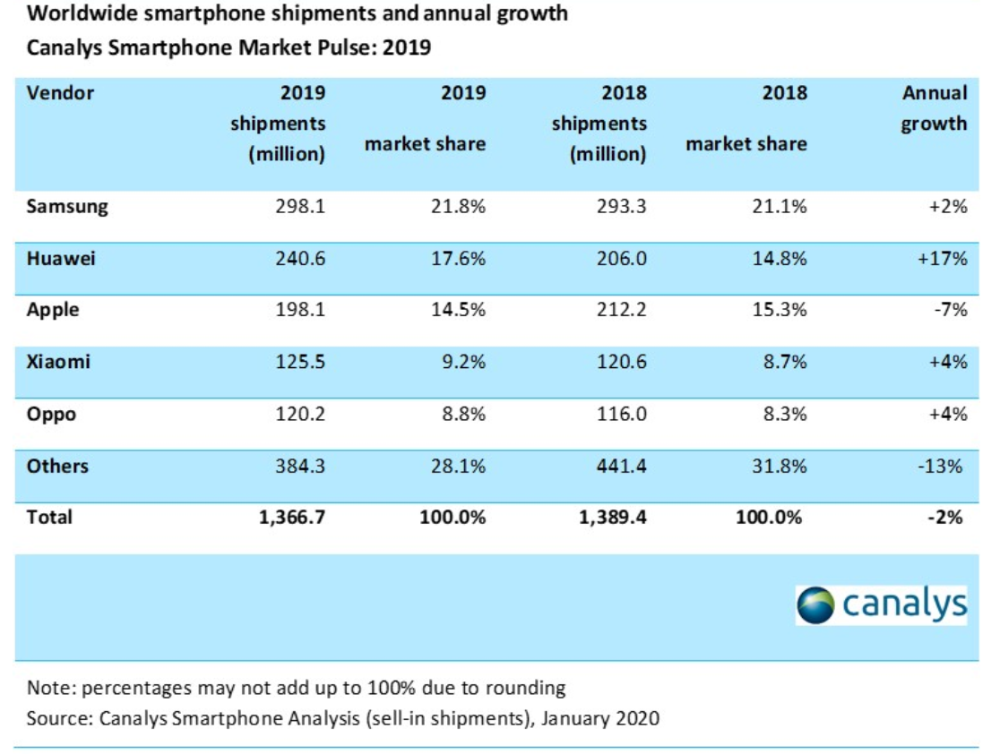 Worldwide smartphone shipments and annual growth
Canalys Smartphone Market Pulse: 2019
Vendor 2019 shipments (million) 2019 market share 2018 shipments (million) 2018 market share Annual growth
Samsung 298.1 21.8% 293.3 21.1% +2%
Huawei 240.6 17.6% 206.0 14.8% +17%
Apple 198.1 14.5% 212.2 15.3% -7%
Xiaomi 125.5 9.2% 120.6 8.7% +4%
Oppo 120.2 8.8% 116.0 8.3% +4%
Others 384.3 28.1% 441.4 31.8% -13%
Total 1,366.7 100.0% 1,389.4 100.0% -2%
canalys
Note: percentages may not add up to 100% due to rounding
Source: Canalys Smartphone Analysis (sell-in shipments), January 2020